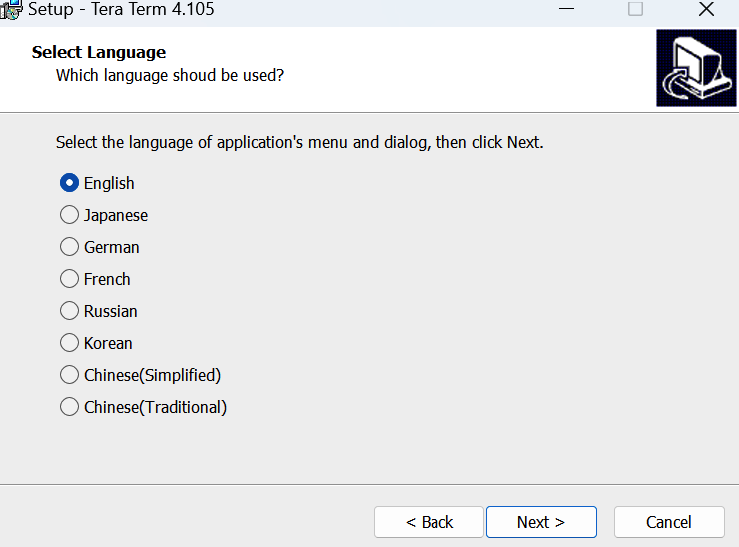 Setup - Tera Term 4.105
Select Language
Which language shoud be used?
Select the language of application's menu and dialog, then click Next.
English
Japanese
German
French
Russian
Korean
Chinese(Simplified)
Chinese(Traditional)
< Back
Next >
Cancel